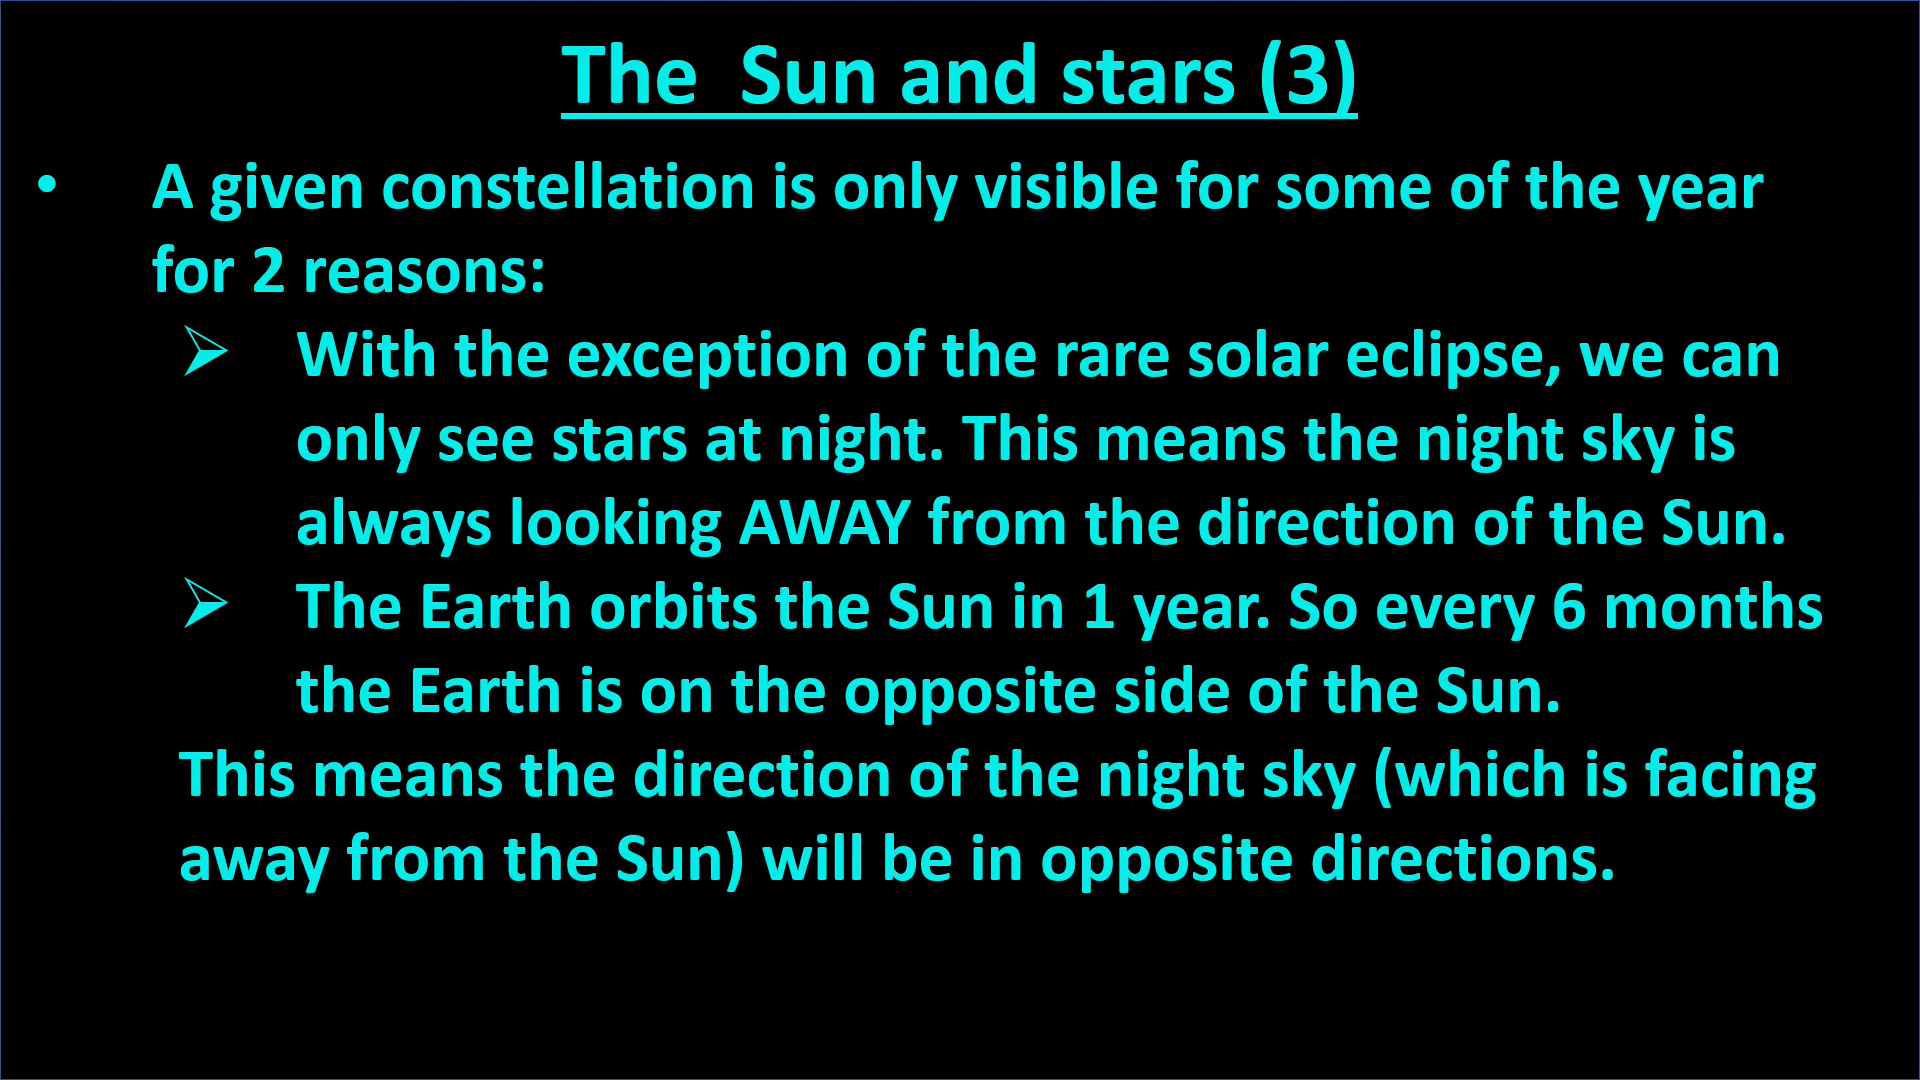 The  Sun and stars (3)
• A given constellation is only visible for some of the year
for 2 reasons:
➢ With the exception of the rare solar eclipse, we can
only see stars at night. This means the night sky is
always looking AWAY from the direction of the Sun.
➢ The Earth orbits the Sun in 1 year. So every 6 months
the Earth is on the opposite side of the Sun.
This means the direction of the night sky (which is facing
away from the Sun) will be in opposite directions.